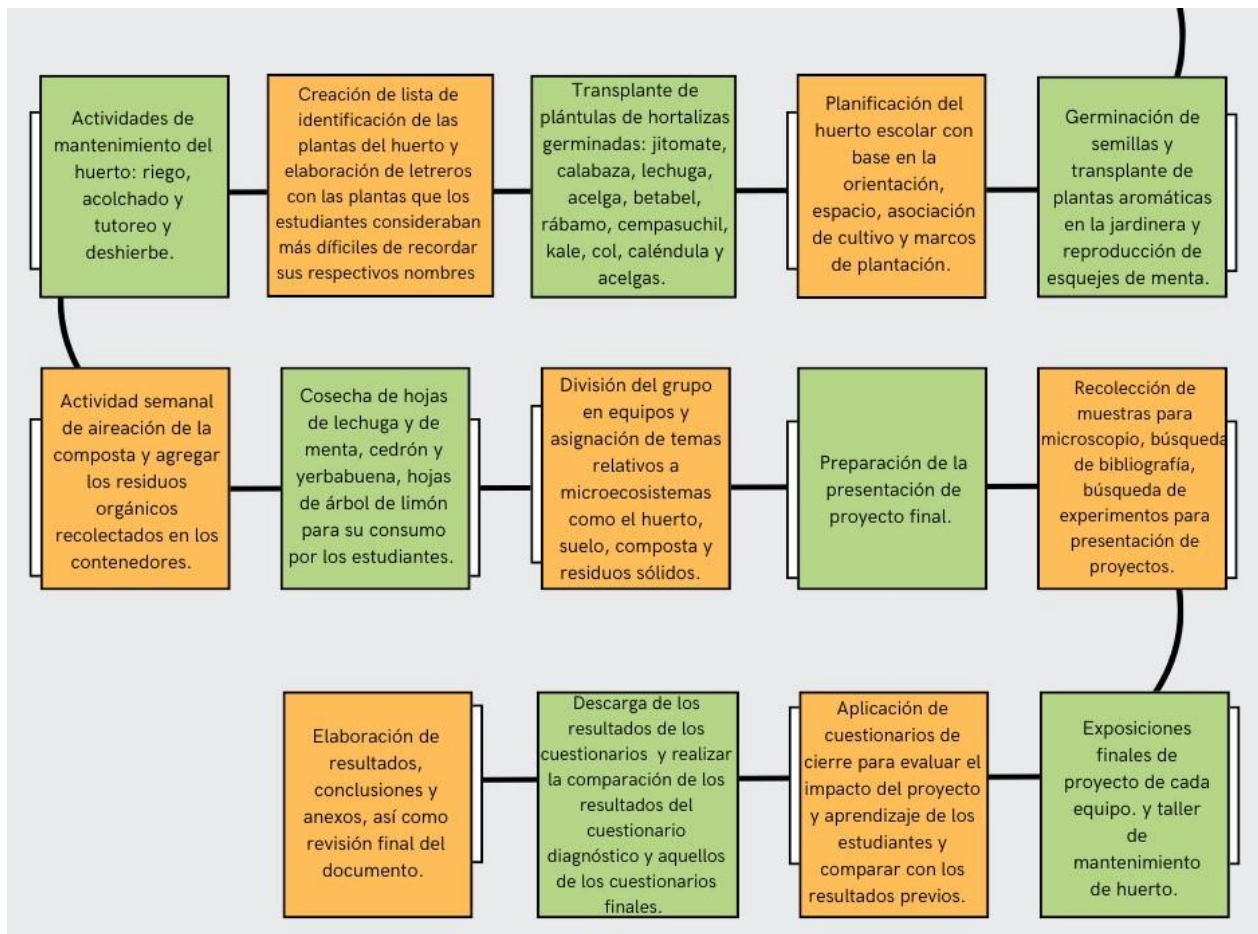 Actividades de
mantenimiento del
huerto: riego,
acolchado y
tutoreo y
deshierbe.
Creación de lista de
identificación de las
plantas del huerto y
elaboración de letreros
con las plantas que los
estudiantes consideraban
más díficiles de recordar
sus respectivos nombres
Transplante de
plántulas de hortalizas
germinadas: jitomate,
calabaza, lechuga,
acelga, betabel,
rábamo, cempasuchil,
kale, col, caléndula y
acelgas.
Planificación del
huerto escolar con
base en la
orientación,
espacio, asociación
de cultivo y marcos
de plantación.
Germinación de
semillas y
transplante de
plantas aromáticas
en la jardinera y
reproducción de
esquejes de menta.
Actividad semanal
de aireación de la
composta y agregar
los residuos
orgánicos
recolectados en los
contenedores.
Cosecha de hojas
de lechuga y de
menta, cedrón y
yerbabuena, hojas
de árbol de limón
para su consumo
por los estudiantes.
División del grupo
en equipos y
asignación de temas
relativos a
microecosistemas
como el huerto,
suelo, composta y
residuos sólidos.
Preparación de la
presentación de
proyecto final.
Recolección de
muestras para
microscopio, búsqueda
de bibliografía,
búsqueda de
experimentos para
presentación de
proyectos.
Elaboración de
resultados,
conclusiones y
anexos, así como
revisión final del
documento.
Descarga de los
resultados de los
cuestionarios y realizar
la comparación de los
resultados del
cuestionario
diagnóstico y aquellos
de los cuestionarios
finales.
Aplicación de
cuestionarios de
cierre para evaluar el
impacto del proyecto
y aprendizaje de los
estudiantes y
comparar con los
resultados previos.
Exposiciones
finales de
proyecto de cada
equipo. y taller
de
mantenimiento
de huerto.